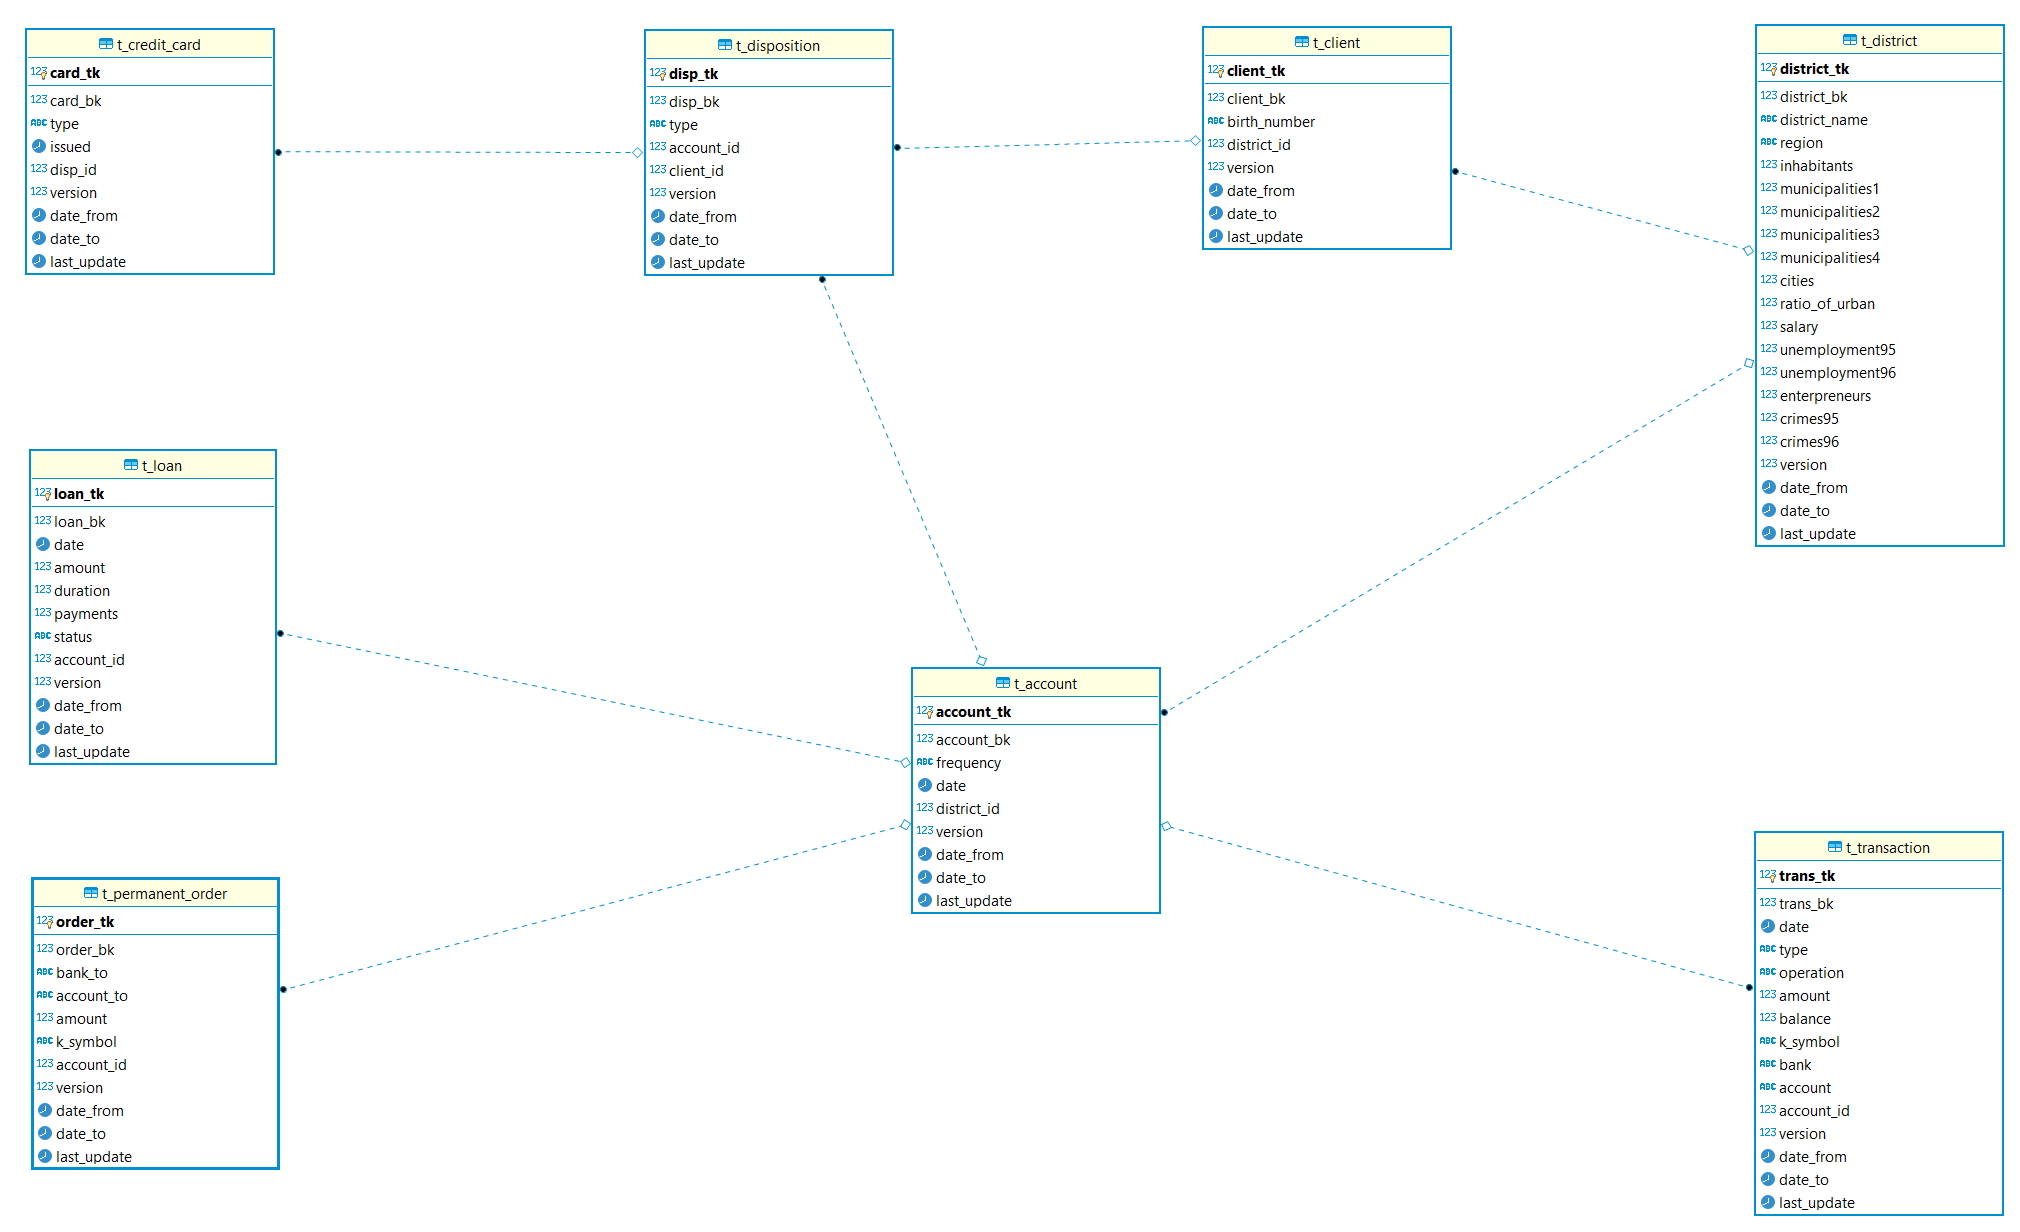 t_credit_card
123 card_tk
123 card_bk
ABC type
issued
123 disp_id
123 version
date_from
date_to
last_update
t_disposition
123 disp_tk
123 disp_bk
ABC type
123 account_id
123 client_id
123 version
date_from
date_to
last_update
t_client
123 client_tk
123 client_bk
ABC birth_number
123 district_id
123 version
date_from
date_to
last_update
t_district
123 district_tk
123 district_bk
ABC district_name
ABC region
123 inhabitants
123 municipalities1
123 municipalities2
123 municipalities3
123 municipalities4
123 cities
123 ratio_of_urban
123 salary
123 unemployment95
123 unemployment96
123 enterpreneurs
123 crimes95
123 crimes96
123 version
date_from
date_to
last_update
t_loan
123 loan_tk
123 loan_bk
date
123 amount
123 duration
123 payments
ABC status
123 account_id
123 version
date_from
date_to
last_update
t_account
123 account_tk
123 account_bk
ABC frequency
date
123 district_id
123 version
date_from
date_to
last_update
t_permanent_order
123 order_tk
123 order_bk
ABC bank_to
ABC account_to
123 amount
ABC k_symbol
123 account_id
123 version
date_from
date_to
last_update
t_transaction
123 trans_tk
123 trans_bk
date
ABC type
ABC operation
123 amount
123 balance
ABC k_symbol
ABC bank
ABC account
123 account_id
123 version
date_from
date_to
last_update